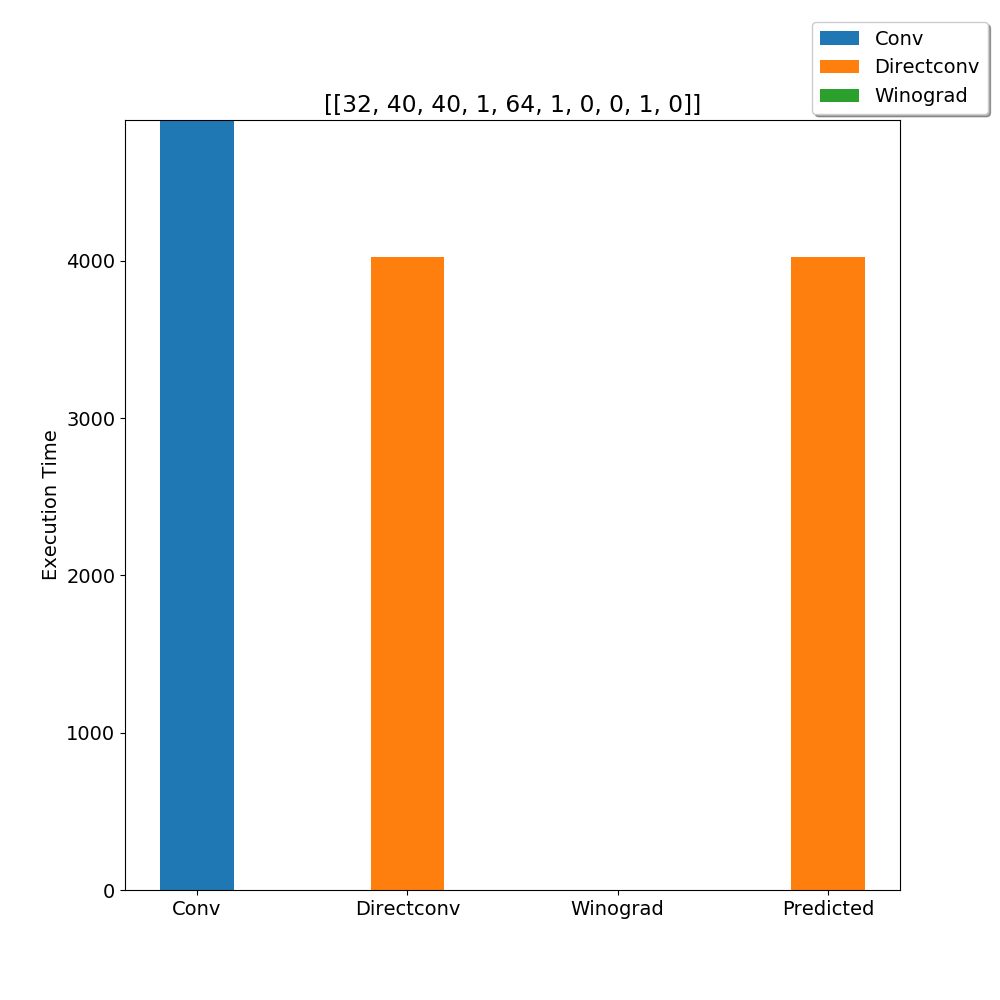 Conv
Directconv
Winograd
[[32, 40, 40, 1, 64, 1, 0, 0, 1, 0]]
4000
3000
2000
1000
0
Execution Time
Conv Directconv Winograd Predicted